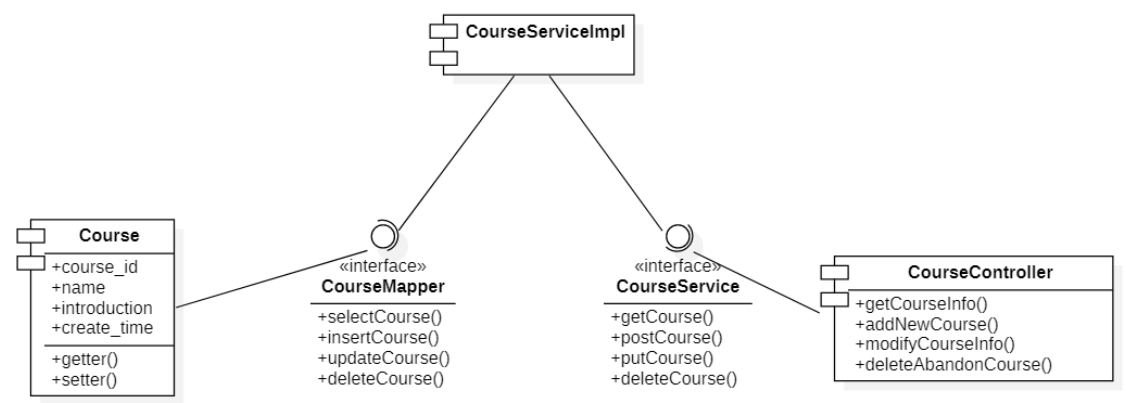 CourseServiceImpl
Course
+course_id
+name
+introduction
+create_time
+getter()
+setter()
«interface»
CourseMapper
+selectCourse()
+insertCourse()
+updateCourse()
+deleteCourse()
«interface»
CourseService
+getCourse()
+postCourse()
+putCourse()
+deleteCourse()
CourseController
+getCourseInfo()
+addNewCourse()
+modifyCourseInfo()
+deleteAbandonCourse()